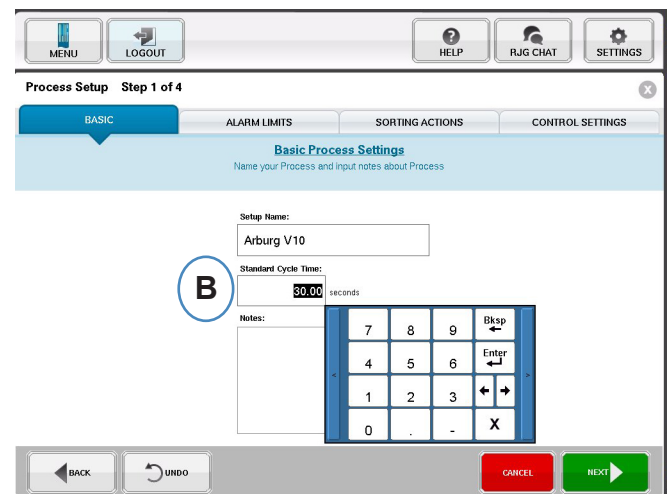 MENU
LOGOUT
HELP
RJG CHAT
SETTINGS
Process Setup Step 1 of 4
X
BASIC
ALARM LIMITS
SORTING ACTIONS
CONTROL SETTINGS
Basic Process Settings
Name your Process and input notes about Process
Setup Name:
Arburg V10
Standard Cycle Time:
B
30.00 seconds
Notes:
7 8 9 Bksp
4 5 6 Enter
< >
1 2 3
0 . - X
BACK
UNDO
CANCEL
NEXT